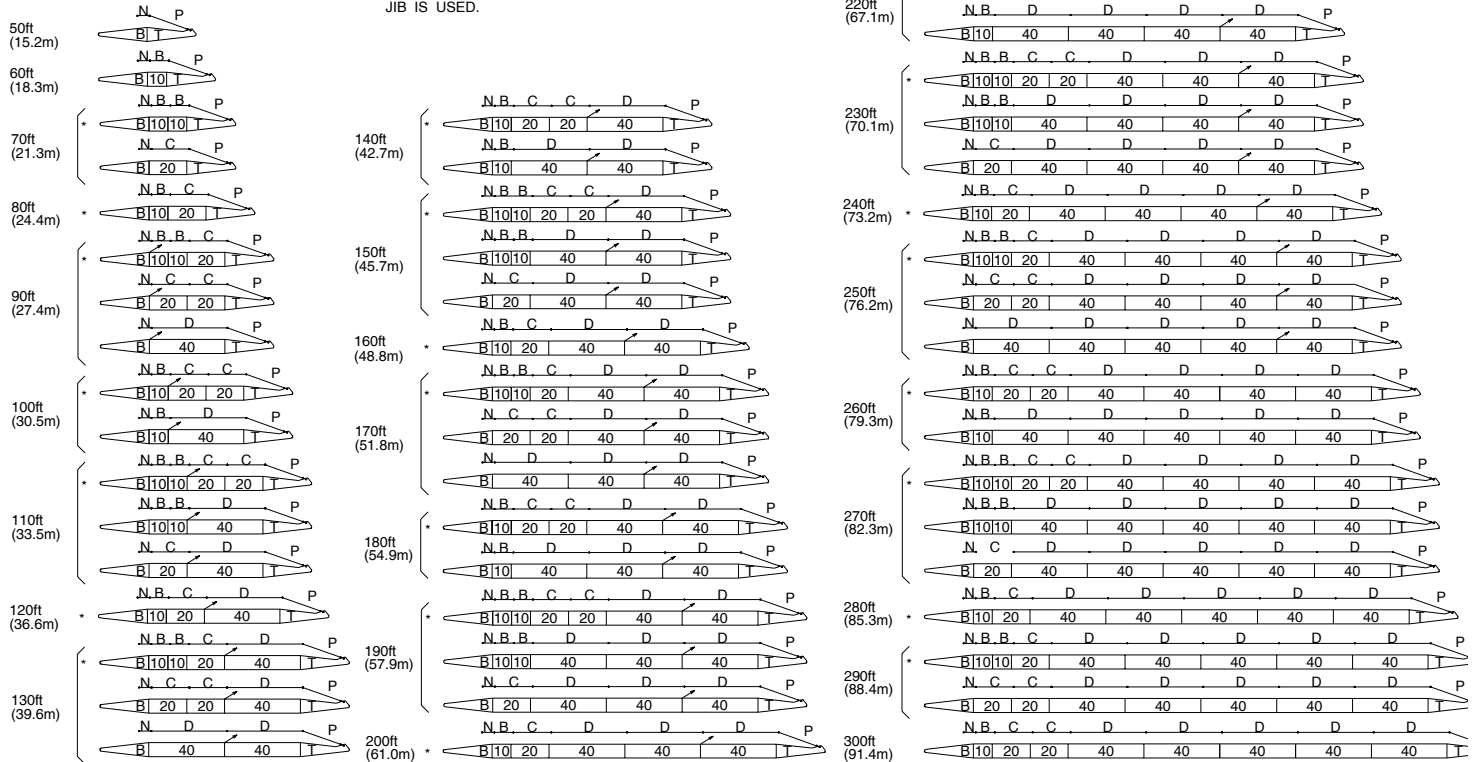 JIB IS USED.
N. P
50ft
(15.2m)
B T
N. B. P
60ft
(18.3m)
B 10 T
N. B. B P
70ft
(21.3m)
* B 10 10 T
N. C P
B 20 T
N. B. C P
80ft
(24.4m)
* B 10 20 T
N. B. B. C P
90ft
(27.4m)
* B 10 10 20 T
N. C C P
B 20 20 T
N. D P
B 40 T
N. B. C C P
100ft
(30.5m)
* B 10 20 20 T
N. B. D P
B 10 40 T
N. B. B. C C P
110ft
(33.5m)
* B 10 10 20 20 T
N. B. B. D P
B 10 10 40 T
N. C D P
B 20 40 T
N. B. C D P
120ft
(36.6m)
* B 10 20 40 T
N. B. B. C D P
130ft
(39.6m)
* B 10 10 20 40 T
N. C C D P
B 20 20 40 T
N. D D P
B 40 40 T
N. B. C C D P
140ft
(42.7m)
* B 10 20 20 40 T
N. B. D D P
B 10 40 40 T
N. B. B. C C D P
150ft
(45.7m)
* B 10 10 20 20 40 T
N. B. B. D D P
B 10 10 40 40 T
N. C D D P
B 20 40 40 T
N. B. C D D P
160ft
(48.8m)
* B 10 20 40 40 T
N. B. B. C D D P
170ft
(51.8m)
* B 10 10 20 40 40 T
N. C C D D P
B 20 20 40 40 T
N. D D D P
B 40 40 40 T
N. B. C C D D P
180ft
(54.9m)
* B 10 20 20 40 40 T
N. B. D D D P
B 10 40 40 40 T
N. B. B. C C D D P
190ft
(57.9m)
* B 10 10 20 20 40 40 T
N. B. B. D D D P
B 10 10 40 40 40 T
N. C D D D P
B 20 40 40 40 T
N. B. C D D D P
200ft
(61.0m)
* B 10 20 40 40 40 T
220ft
(67.1m)
N. B. D D D D P
B 10 40 40 40 40 T
N. B. B. C C D D D P
230ft
(70.1m)
* B 10 10 20 20 40 40 40 T
N. B. B. D D D D P
B 10 10 40 40 40 40 T
N. C D D D D P
B 20 40 40 40 40 T
N. B. C D D D D P
240ft
(73.2m)
* B 10 20 40 40 40 40 T
N. B. B. C D D D D P
250ft
(76.2m)
* B 10 10 20 40 40 40 40 T
N. C C D D D D P
B 20 20 40 40 40 40 T
N. D D D D D P
B 40 40 40 40 40 T
N. B. C C D D D D P
260ft
(79.3m)
* B 10 20 20 40 40 40 40 T
N. B. D D D D D P
B 10 40 40 40 40 40 T
N. B. B. C C D D D D P
270ft
(82.3m)
* B 10 10 20 20 40 40 40 40 T
N. B. B. D D D D D P
B 10 10 40 40 40 40 40 T
N. C D D D D D P
B 20 40 40 40 40 40 T
N. B. C D D D D D P
280ft
(85.3m)
* B 10 20 40 40 40 40 40 T
N. B. B. C D D D D D P
290ft
(88.4m)
* B 10 10 20 40 40 40 40 40 T
N. C C D D D D D P
B 20 20 40 40 40 40 40 T
N. B. C C D D D D D P
300ft
(91.4m)
B 10 20 20 40 40 40 40 40 T